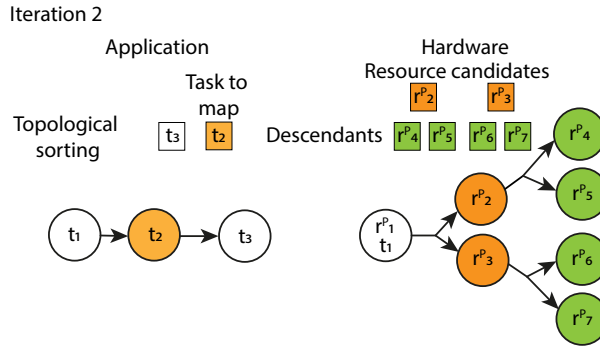 Iteration 2
Application
Hardware
Task to map
Resource candidates
rᴾ₂ rᴾ₃
Topological sorting
t₃ t₂
Descendants
rᴾ₄ rᴾ₅ rᴾ₆ rᴾ₇
t₁ t₂ t₃
rᴾ₁
t₁
rᴾ₂
rᴾ₃
rᴾ₄
rᴾ₅
rᴾ₆
rᴾ₇